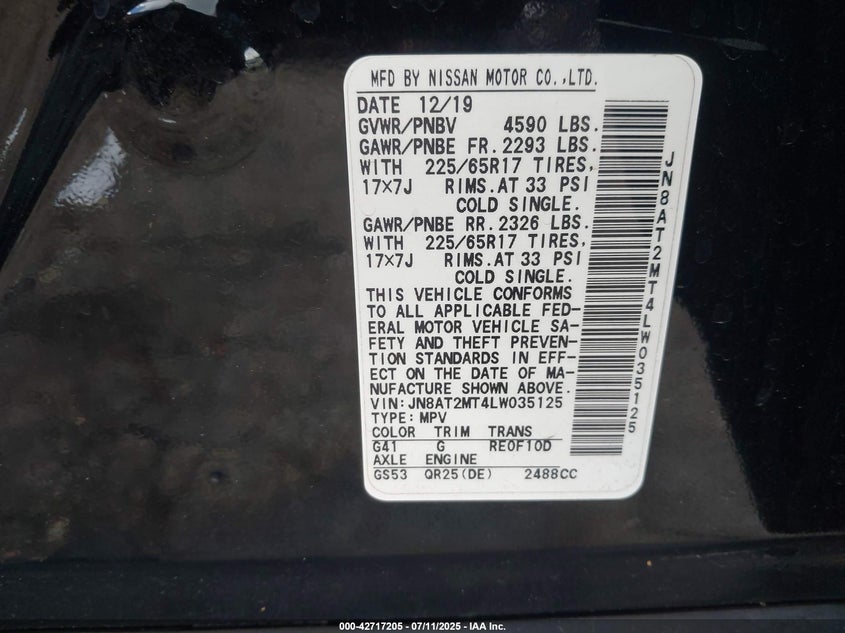 MFD BY NISSAN MOTOR CO.,LTD.
DATE 12/19
GVWR/PNBV 4590 LBS.
GAWR/PNBE FR. 2293 LBS.
WITH 225/65R17 TIRES,
17×7J RIMS.AT 33 PSI
COLD SINGLE.
GAWR/PNBE RR. 2326 LBS.
WITH 225/65R17 TIRES,
17×7J RIMS.AT 33 PSI
COLD SINGLE.
THIS VEHICLE CONFORMS
TO ALL APPLICABLE FED-
ERAL MOTOR VEHICLE SA-
FETY AND THEFT PREVEN-
TION STANDARDS IN EFF-
ECT ON THE DATE OF MA-
NUFACTURE SHOWN ABOVE.
VIN:JN8AT2MT4LW035125
TYPE:MPV
COLOR TRIM TRANS
G41 G RE0F10D
AXLE ENGINE
GS53 QR25(DE) 2488CC
JN8AT2MT4LW035125
000-42717205 - 07/11/2025 - IAA Inc.